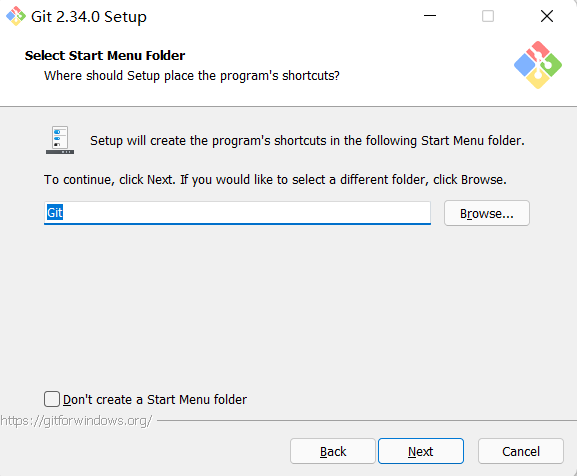 Git 2.34.0 Setup
Select Start Menu Folder
Where should Setup place the program's shortcuts?
Setup will create the program's shortcuts in the following Start Menu folder.
To continue, click Next. If you would like to select a different folder, click Browse.
Git
Browse...
Don't create a Start Menu folder
https://gitforwindows.org/
Back
Next
Cancel